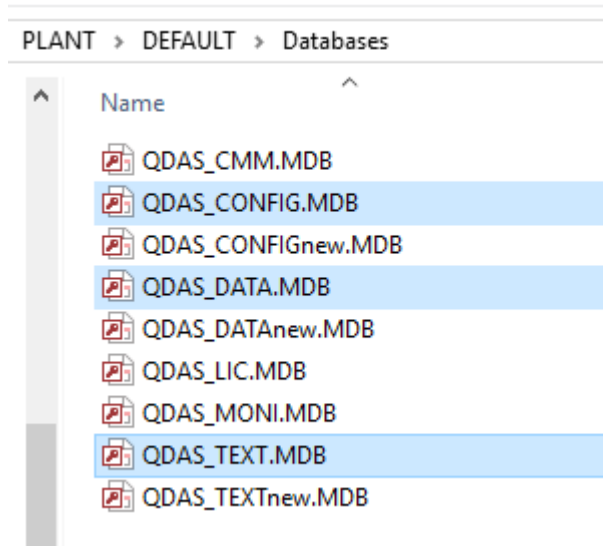 PLANT > DEFAULT > Databases
Name
QDAS_CMM.MDB
QDAS_CONFIG.MDB
QDAS_CONFIGnew.MDB
QDAS_DATA.MDB
QDAS_DATAnew.MDB
QDAS_LIC.MDB
QDAS_MONI.MDB
QDAS_TEXT.MDB
QDAS_TEXTnew.MDB